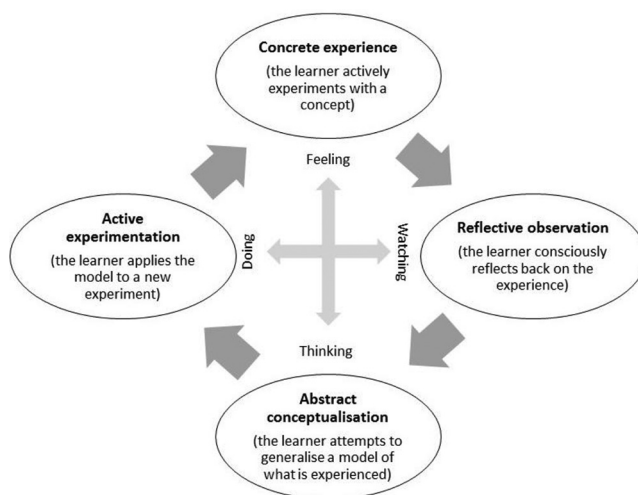 Concrete experience
(the learner actively
experiments with a
concept)
Feeling
Active
experimentation
(the learner applies the
model to a new
experiment)
Doing
Watching
Reflective observation
(the learner consciously
reflects back on the
experience)
Thinking
Abstract
conceptualisation
(the learner attempts to
generalise a model of
what is experienced)